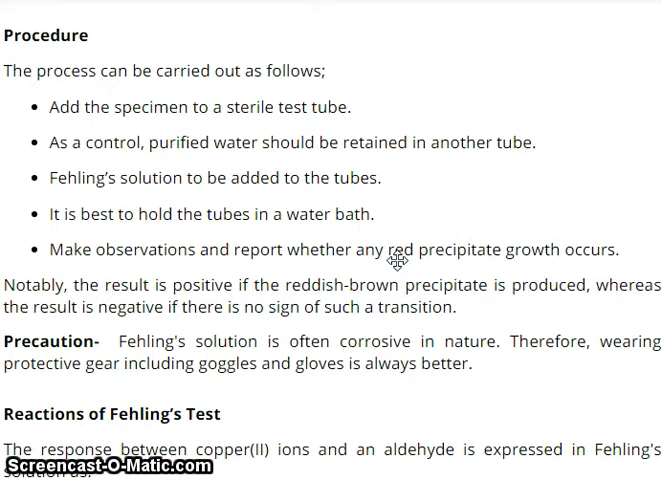 Procedure
The process can be carried out as follows;
• Add the specimen to a sterile test tube.
• As a control, purified water should be retained in another tube.
• Fehling’s solution to be added to the tubes.
• It is best to hold the tubes in a water bath.
• Make observations and report whether any red precipitate growth occurs.
Notably, the result is positive if the reddish-brown precipitate is produced, whereas
the result is negative if there is no sign of such a transition.
Precaution- Fehling's solution is often corrosive in nature. Therefore, wearing
protective gear including goggles and gloves is always better.
Reactions of Fehling’s Test
The response between copper(II) ions and an aldehyde is expressed in Fehling's
Screencast-O-Matic.com